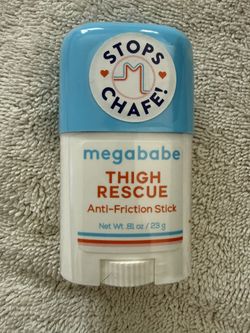 STOPS
M
CHAFE!
megababe
THIGH
RESCUE
Anti-Friction Stick
Net Wt .81 oz / 23 g